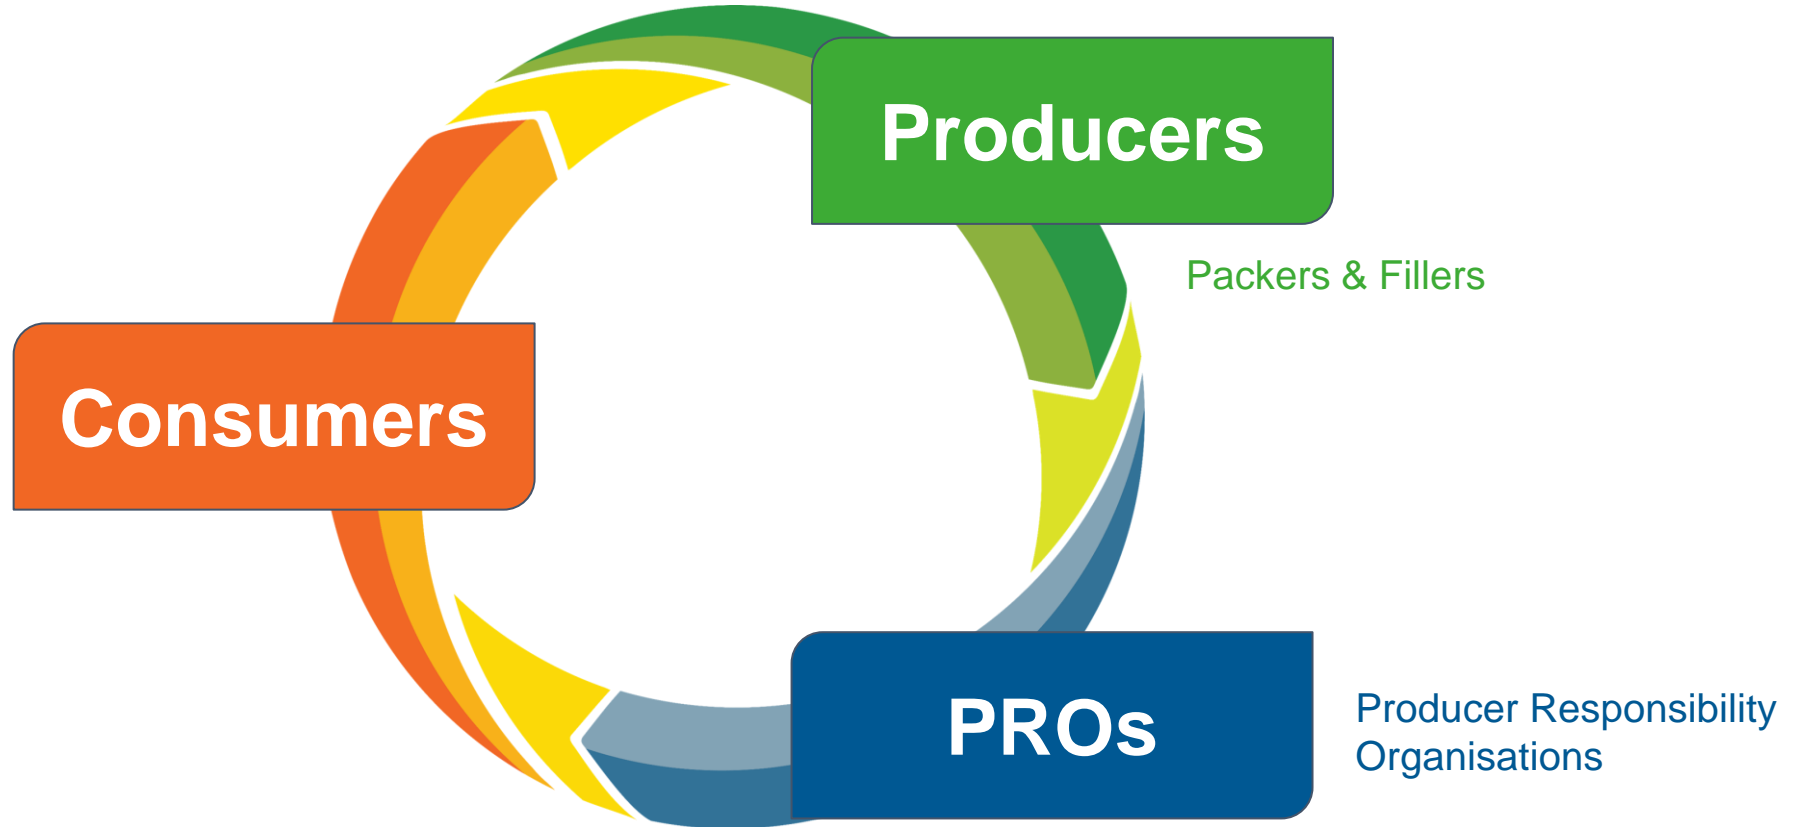 Producers
Packers & Fillers
Consumers
PROs
Producer Responsibility
Organisations